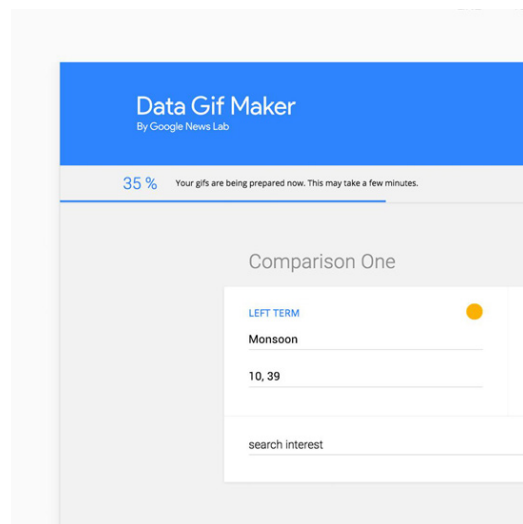 Data Gif Maker
By Google News Lab
35 % Your gifs are being prepared now. This may take a few minutes.
Comparison One
LEFT TERM
Monsoon
10, 39
search interest